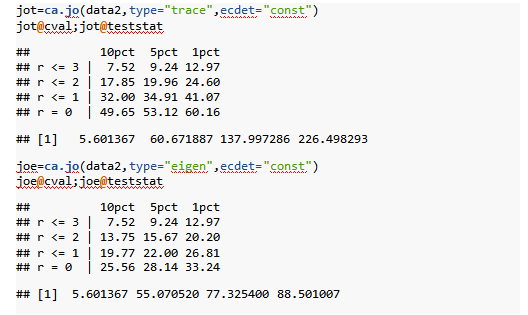 jot=ca.jo(data2,type="trace",ecdet="const")
jot@cval;jot@teststat
##          10pct  5pct  1pct
## r <= 3 |  7.52  9.24 12.97
## r <= 2 | 17.85 19.96 24.60
## r <= 1 | 32.00 34.91 41.07
## r = 0  | 49.65 53.12 60.16
## [1]   5.601367  60.671887 137.997286 226.498293
joe=ca.jo(data2,type="eigen",ecdet="const")
joe@cval;joe@teststat
##          10pct  5pct  1pct
## r <= 3 |  7.52  9.24 12.97
## r <= 2 | 13.75 15.67 20.20
## r <= 1 | 19.77 22.00 26.81
## r = 0  | 25.56 28.14 33.24
## [1]  5.601367 55.070520 77.325400 88.501007